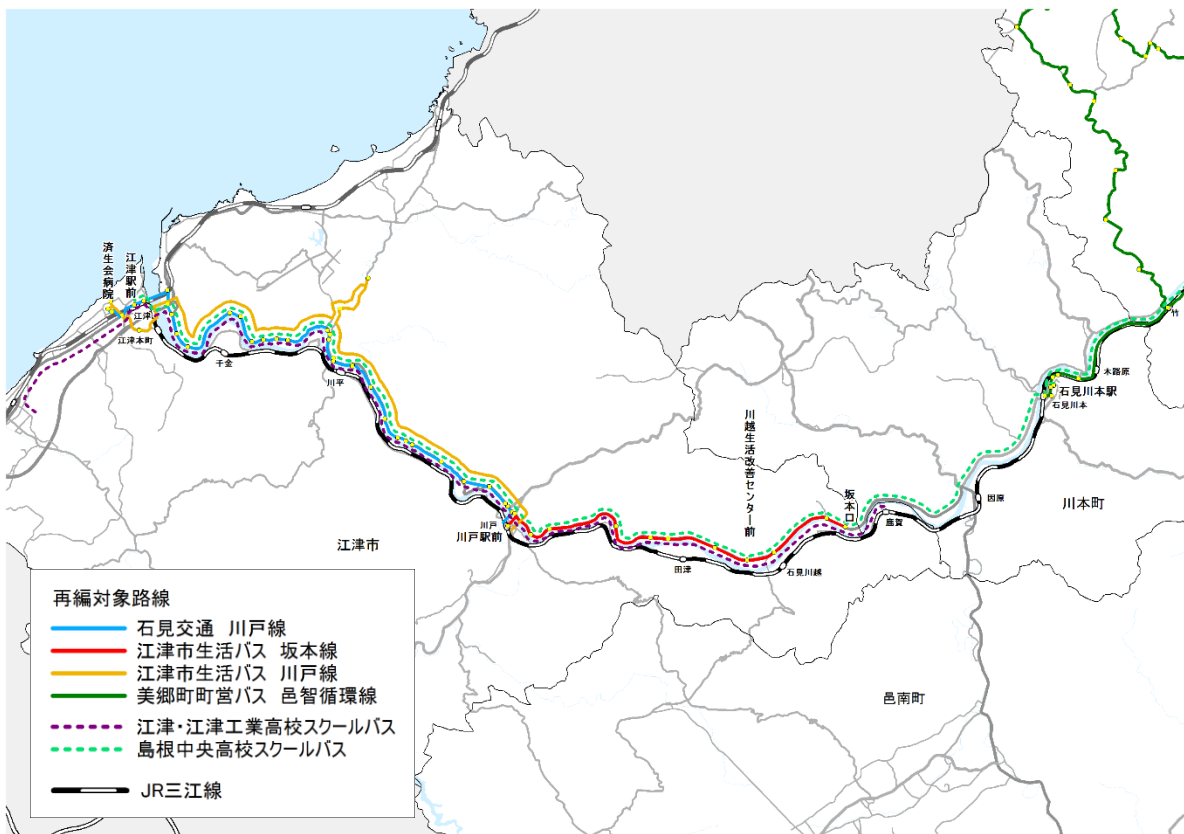 済生会病院
江津駅前
江津
江津本町
千金
川平
川戸
川戸駅前
江津市
田津
川越生活改善センター前
石見川越
坂本口
鹿賀
因原
川本町
石見川本駅
石見川本
木路原
竹
邑南町
再編対象路線
石見交通 川戸線
江津市生活バス 坂本線
江津市生活バス 川戸線
美郷町町営バス 邑智循環線
江津・江津工業高校スクールバス
島根中央高校スクールバス
JR三江線